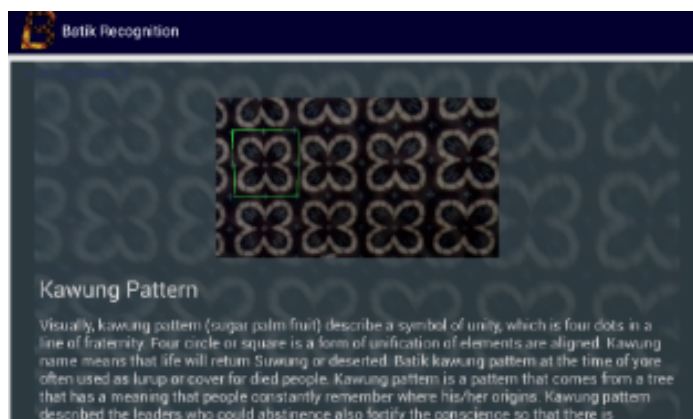 Batik Recognition
Kawung Pattern
Visually, kawung pattern (sugar palm fruit) describe a symbol of unity, which is four dots in a
line of fraternity. Four circle or square is a form of unification of elements are aligned. Kawung
name means that life will return Suwung or deserted. Batik kawung pattern at the time of yore
often used as lurup or cover for died people. Kawung pattern is a pattern that comes from a tree
that has a meaning that people constantly remember where his/her origins. Kawung pattern
described the leaders who could abstinence also fortify the conscience so that there is